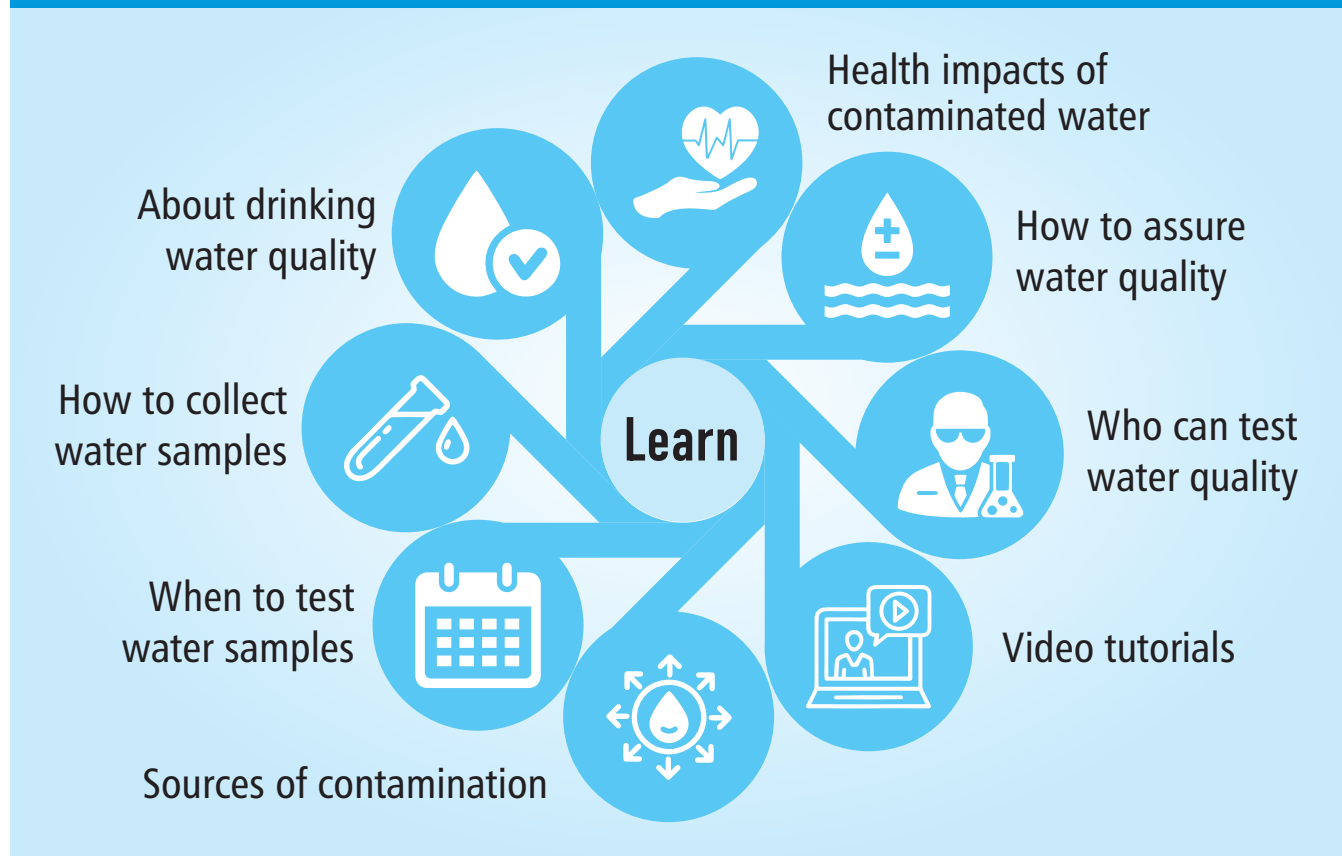 Health impacts of
contaminated water
About drinking
water quality
How to assure
water quality
How to collect
water samples
Learn
Who can test
water quality
When to test
water samples
Video tutorials
Sources of contamination